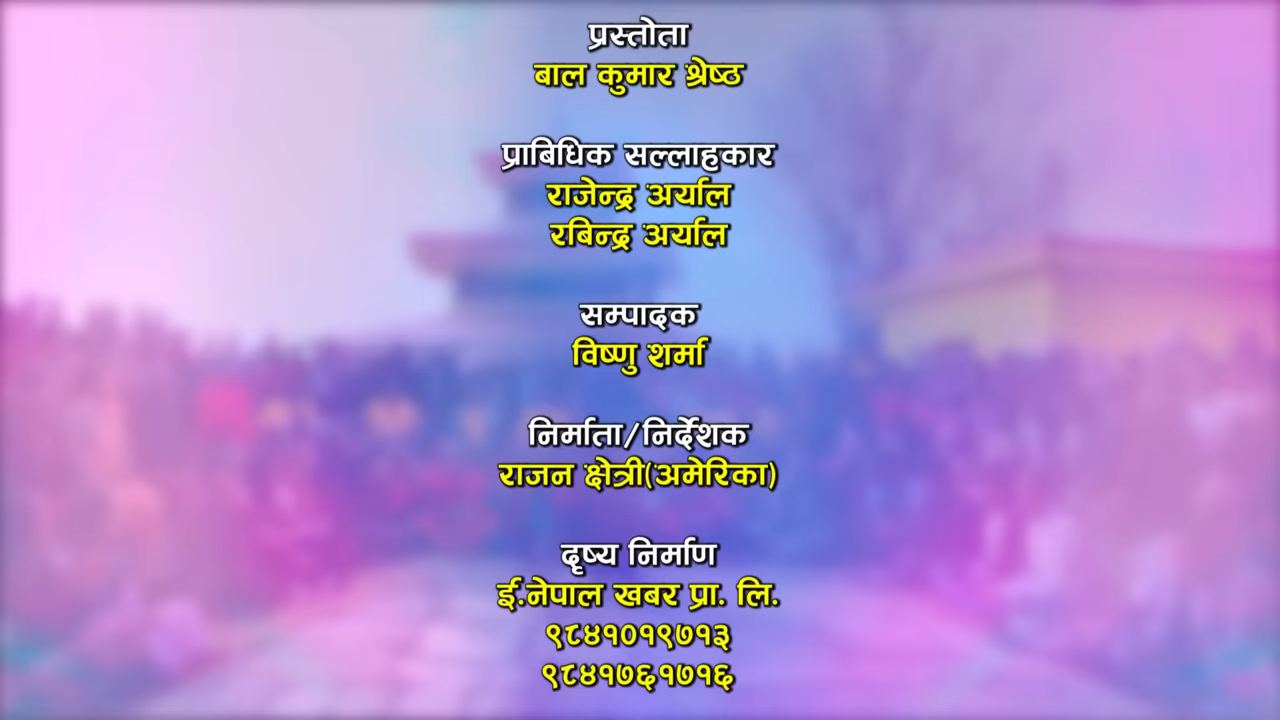 प्रस्तोता
बाल कुमार श्रेष्ठ
प्राबिधिक सल्लाहकार
राजेन्द्र अर्याल
रबिन्द्र अर्याल
सम्पादक
विष्णु शर्मा
निर्माता/निर्देशक
राजन क्षेत्री(अमेरिका)
दृष्य निर्माण
ई.नेपाल खबर प्रा. लि.
९८४१०१९७१३
९८४१७६१७१६